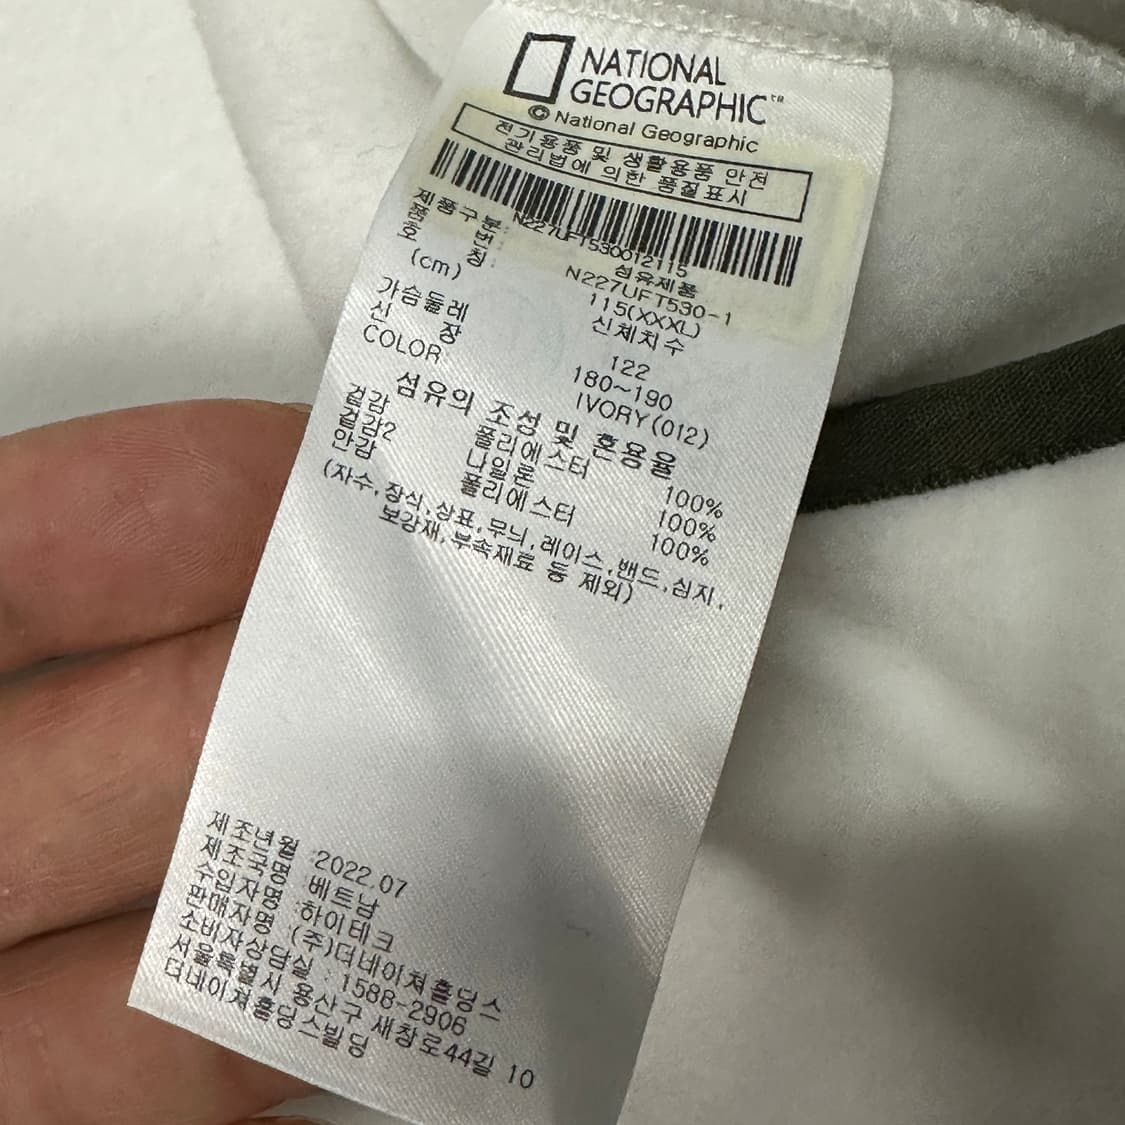 NATIONAL
GEOGRAPHIC™
© National Geographic
전기용품 및 생활용품 안전
관리법에 의한 품질표시
N227UFT530012115
제품구분 : 섬유제품
품번 : N227UFT530-1
호칭 : 115(XXXL)
(cm) 신체치수
가슴둘레 122
신장 180~190
COLOR IVORY(012)
섬유의 조성 및 혼용율
겉감 폴리에스터 100%
겉감2 나일론 100%
안감 폴리에스터 100%
(자수,장식,상표,무늬,레이스,밴드,심지,
보강재,부속재료 등 제외)
제조년월 : 2022.07
제조국명 : 베트남
수입자명 : 하이테크
판매자명 : (주)더네이쳐홀딩스
소비자상담실 : 1588-2906
서울특별시 용산구 새창로44길 10
더네이쳐홀딩스빌딩